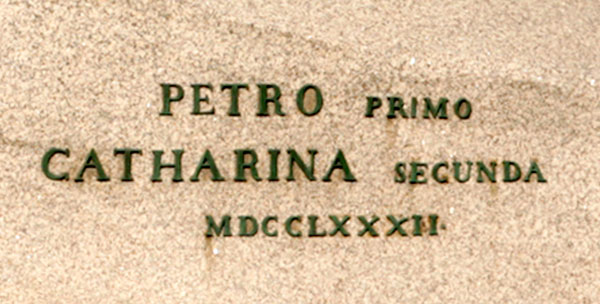 PETRO PRIMO
CATHARINA SECUNDA
MDCCLXXXII